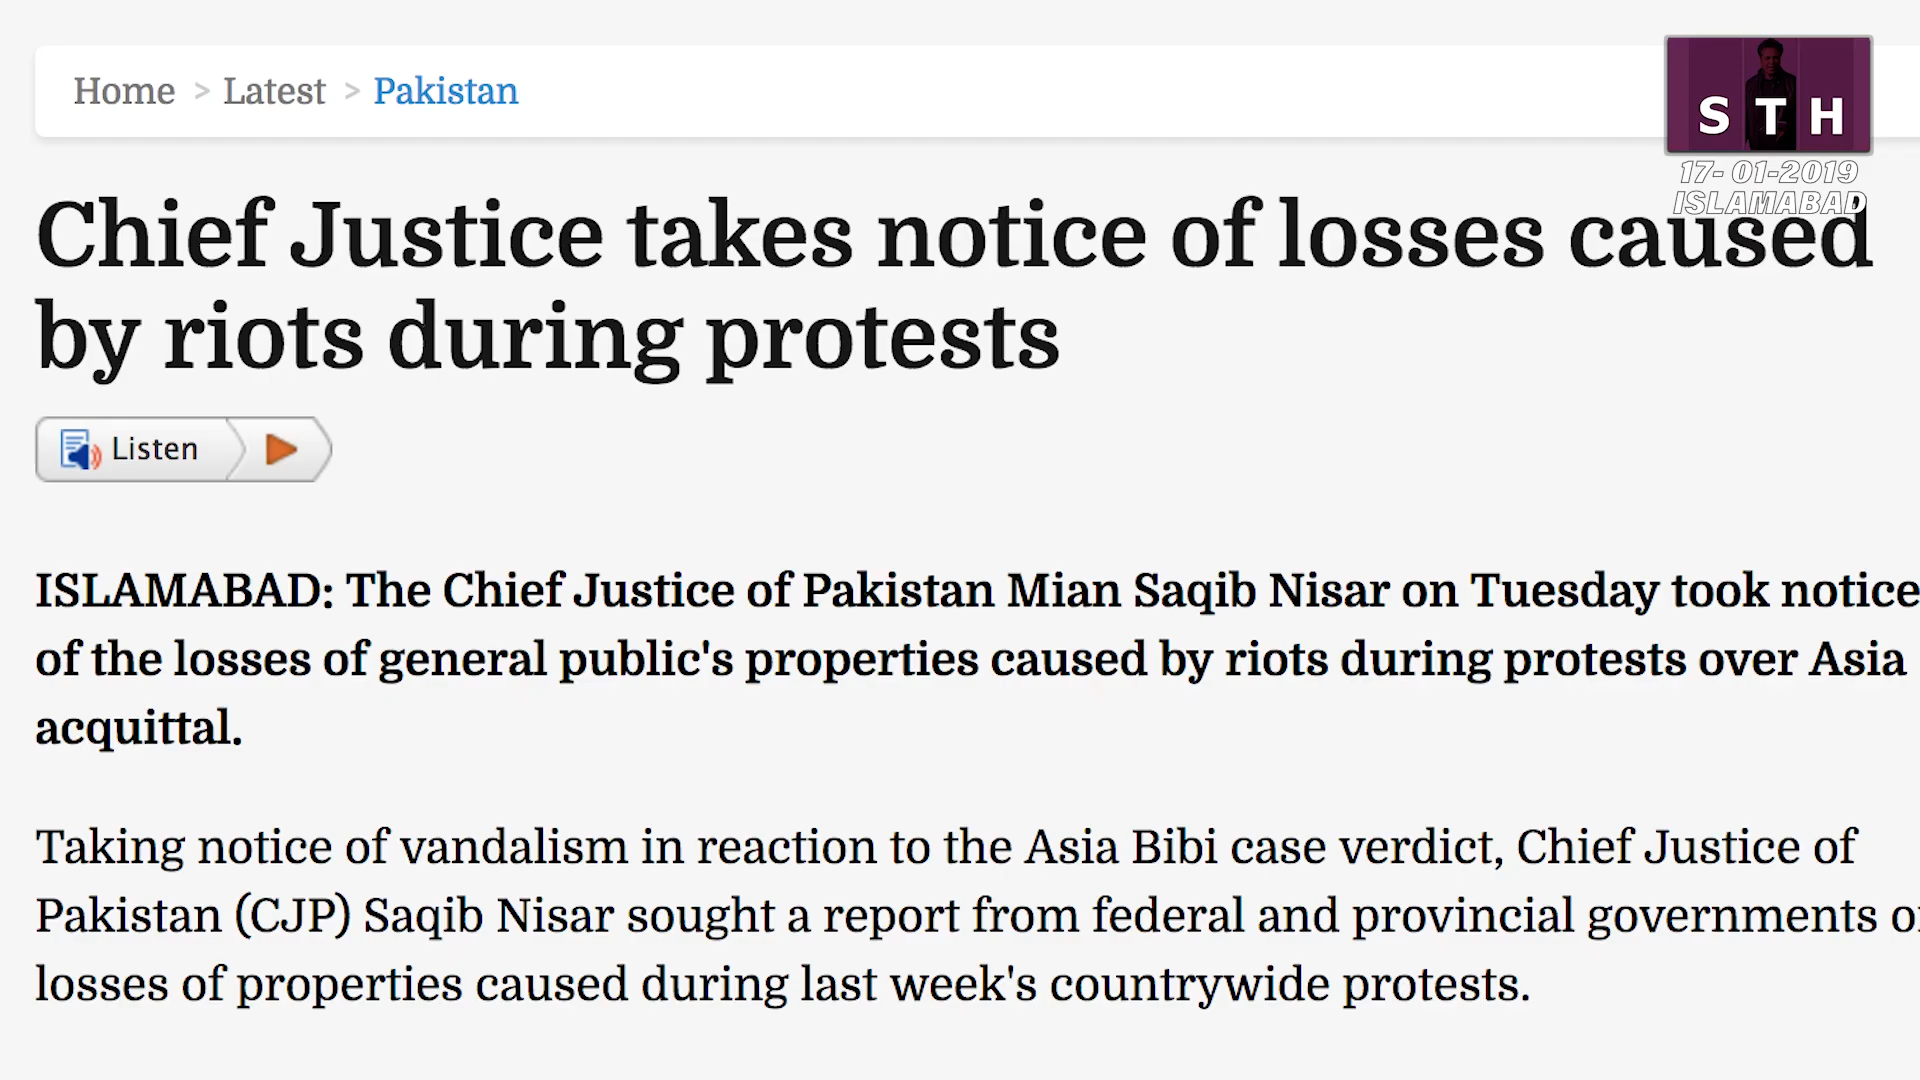 Home > Latest > Pakistan
S T H
17- 01-2019
ISLAMABAD
Chief Justice takes notice of losses caused
by riots during protests
Listen
ISLAMABAD: The Chief Justice of Pakistan Mian Saqib Nisar on Tuesday took notice
of the losses of general public's properties caused by riots during protests over Asia
acquittal.
Taking notice of vandalism in reaction to the Asia Bibi case verdict, Chief Justice of
Pakistan (CJP) Saqib Nisar sought a report from federal and provincial governments
losses of properties caused during last week's countrywide protests.